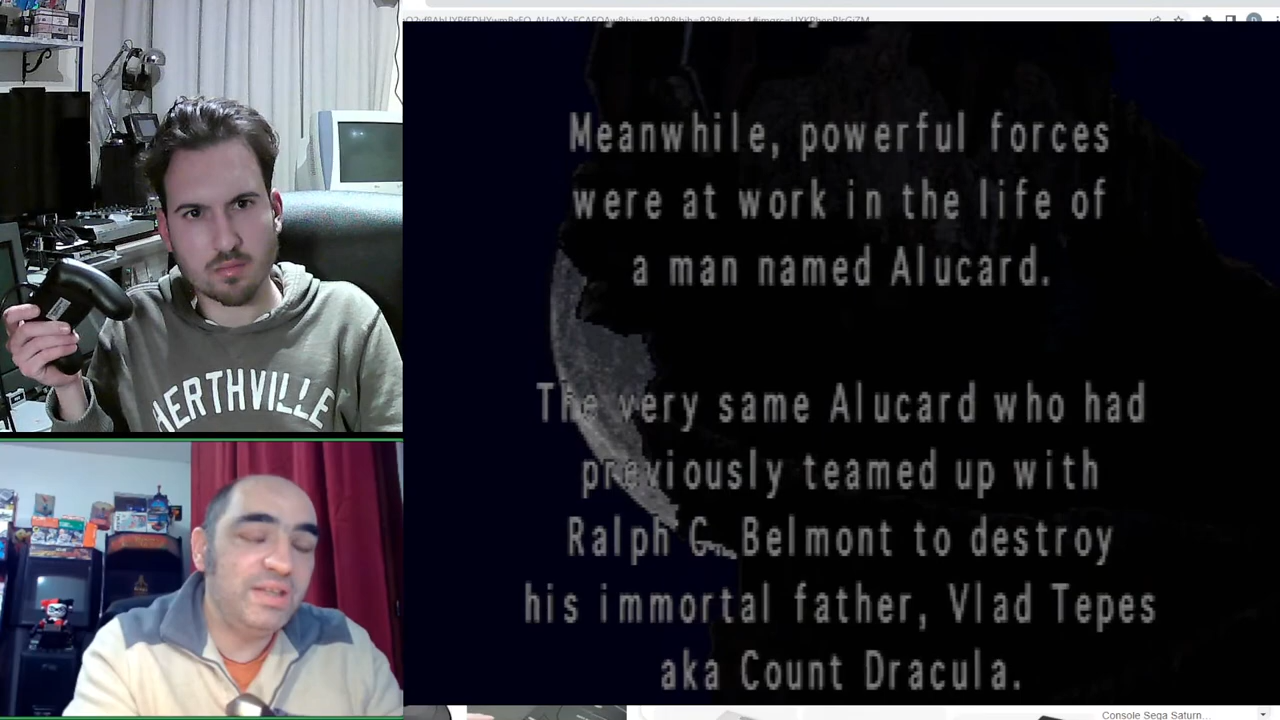 Meanwhile, powerful forces
were at work in the life of
a man named Alucard.
The very same Alucard who had
previously teamed up with
Ralph C. Belmont to destroy
his immortal father, Vlad Tepes
aka Count Dracula.
AERTHVILLE
Console Sega Saturn...